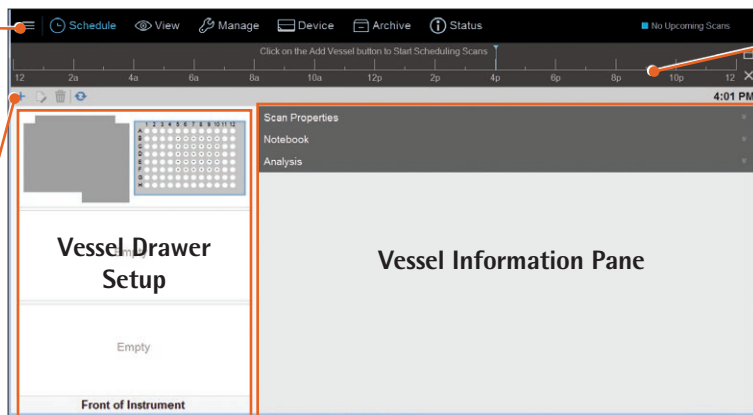 Schedule View Manage Device Archive Status No Upcoming Scans
Click on the Add Vessel button to Start Scheduling Scans
12 2a 4a 6a 8a 10a 12p 2p 4p 6p 8p 10p 12
4:01 PM
Scan Properties
Notebook
Analysis
1 2 3 4 5 6 7 8 9 10 11 12
A
B
C
D
E
F
G
H
Empty
Vessel Drawer
Setup
Vessel Information Pane
Empty
Front of Instrument